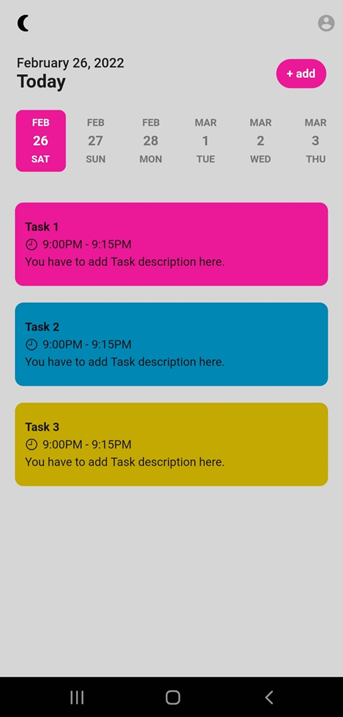 February 26, 2022
Today
+ add
FEB FEB FEB MAR MAR MAR
26 27 28 1 2 3
SAT SUN MON TUE WED THU
Task 1
9:00PM - 9:15PM
You have to add Task description here.
Task 2
9:00PM - 9:15PM
You have to add Task description here.
Task 3
9:00PM - 9:15PM
You have to add Task description here.